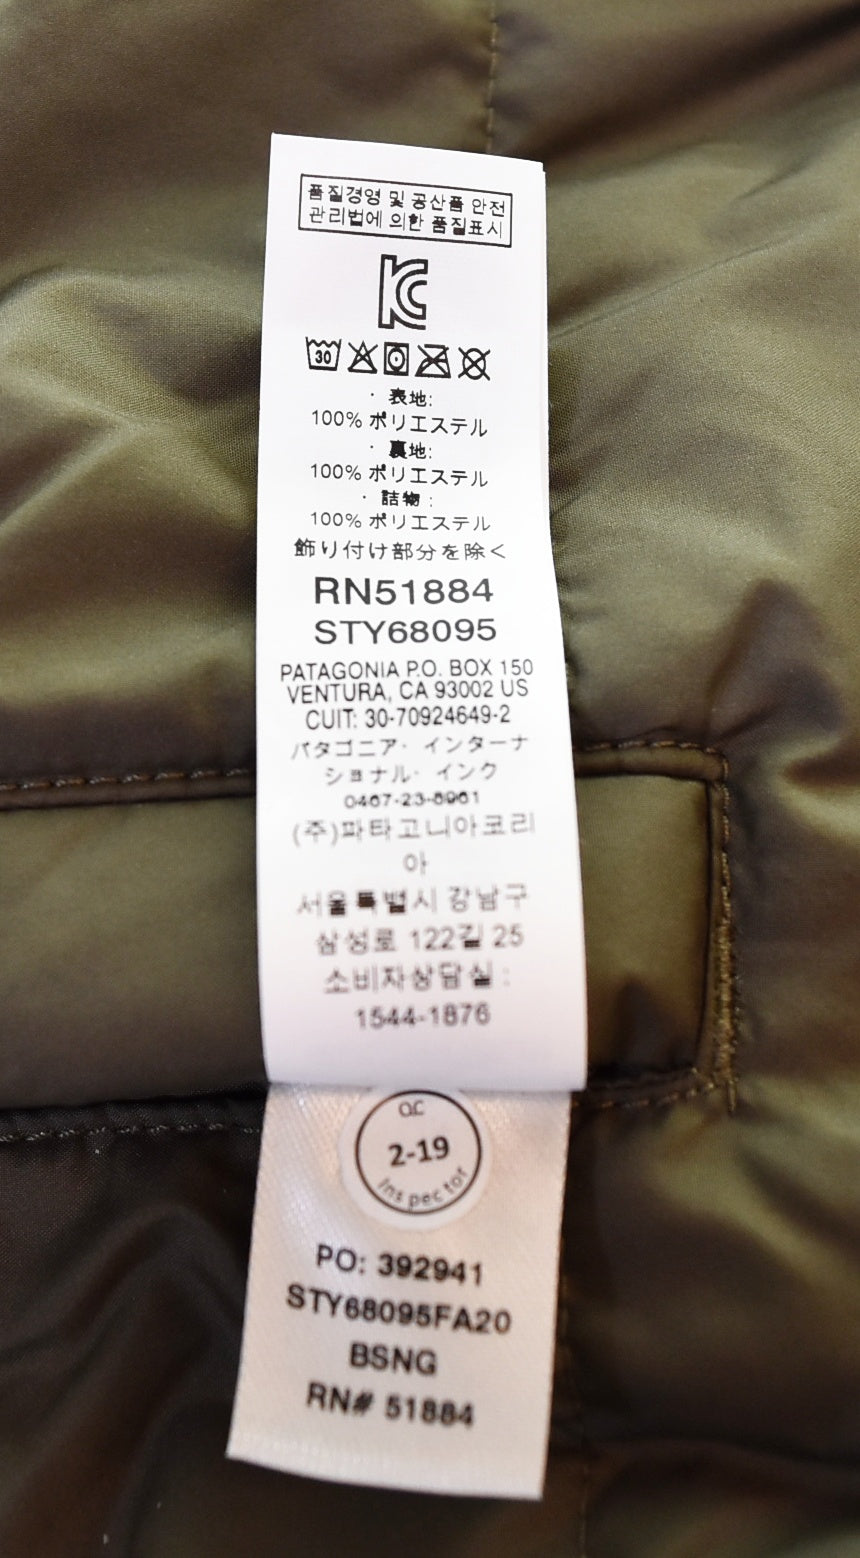 품질경영 및 공산품 안전
관리법에 의한 품질표시
KC
30
· 表地:
100% ポリエステル
· 裏地:
100% ポリエステル
· 詰物:
100% ポリエステル
飾り付け部分を除く
RN51884
STY68095
PATAGONIA P.O. BOX 150
VENTURA, CA 93002 US
CUIT: 30-70924649-2
パタゴニア· インターナ
ショナル· インク
0467-23-8961
(주)파타고니아코리
아
서울특별시 강남구
삼성로 122길 25
소비자상담실 :
1544-1876
QC
2-19
Inspector
PO: 392941
STY68095FA20
BSNG
RN# 51884